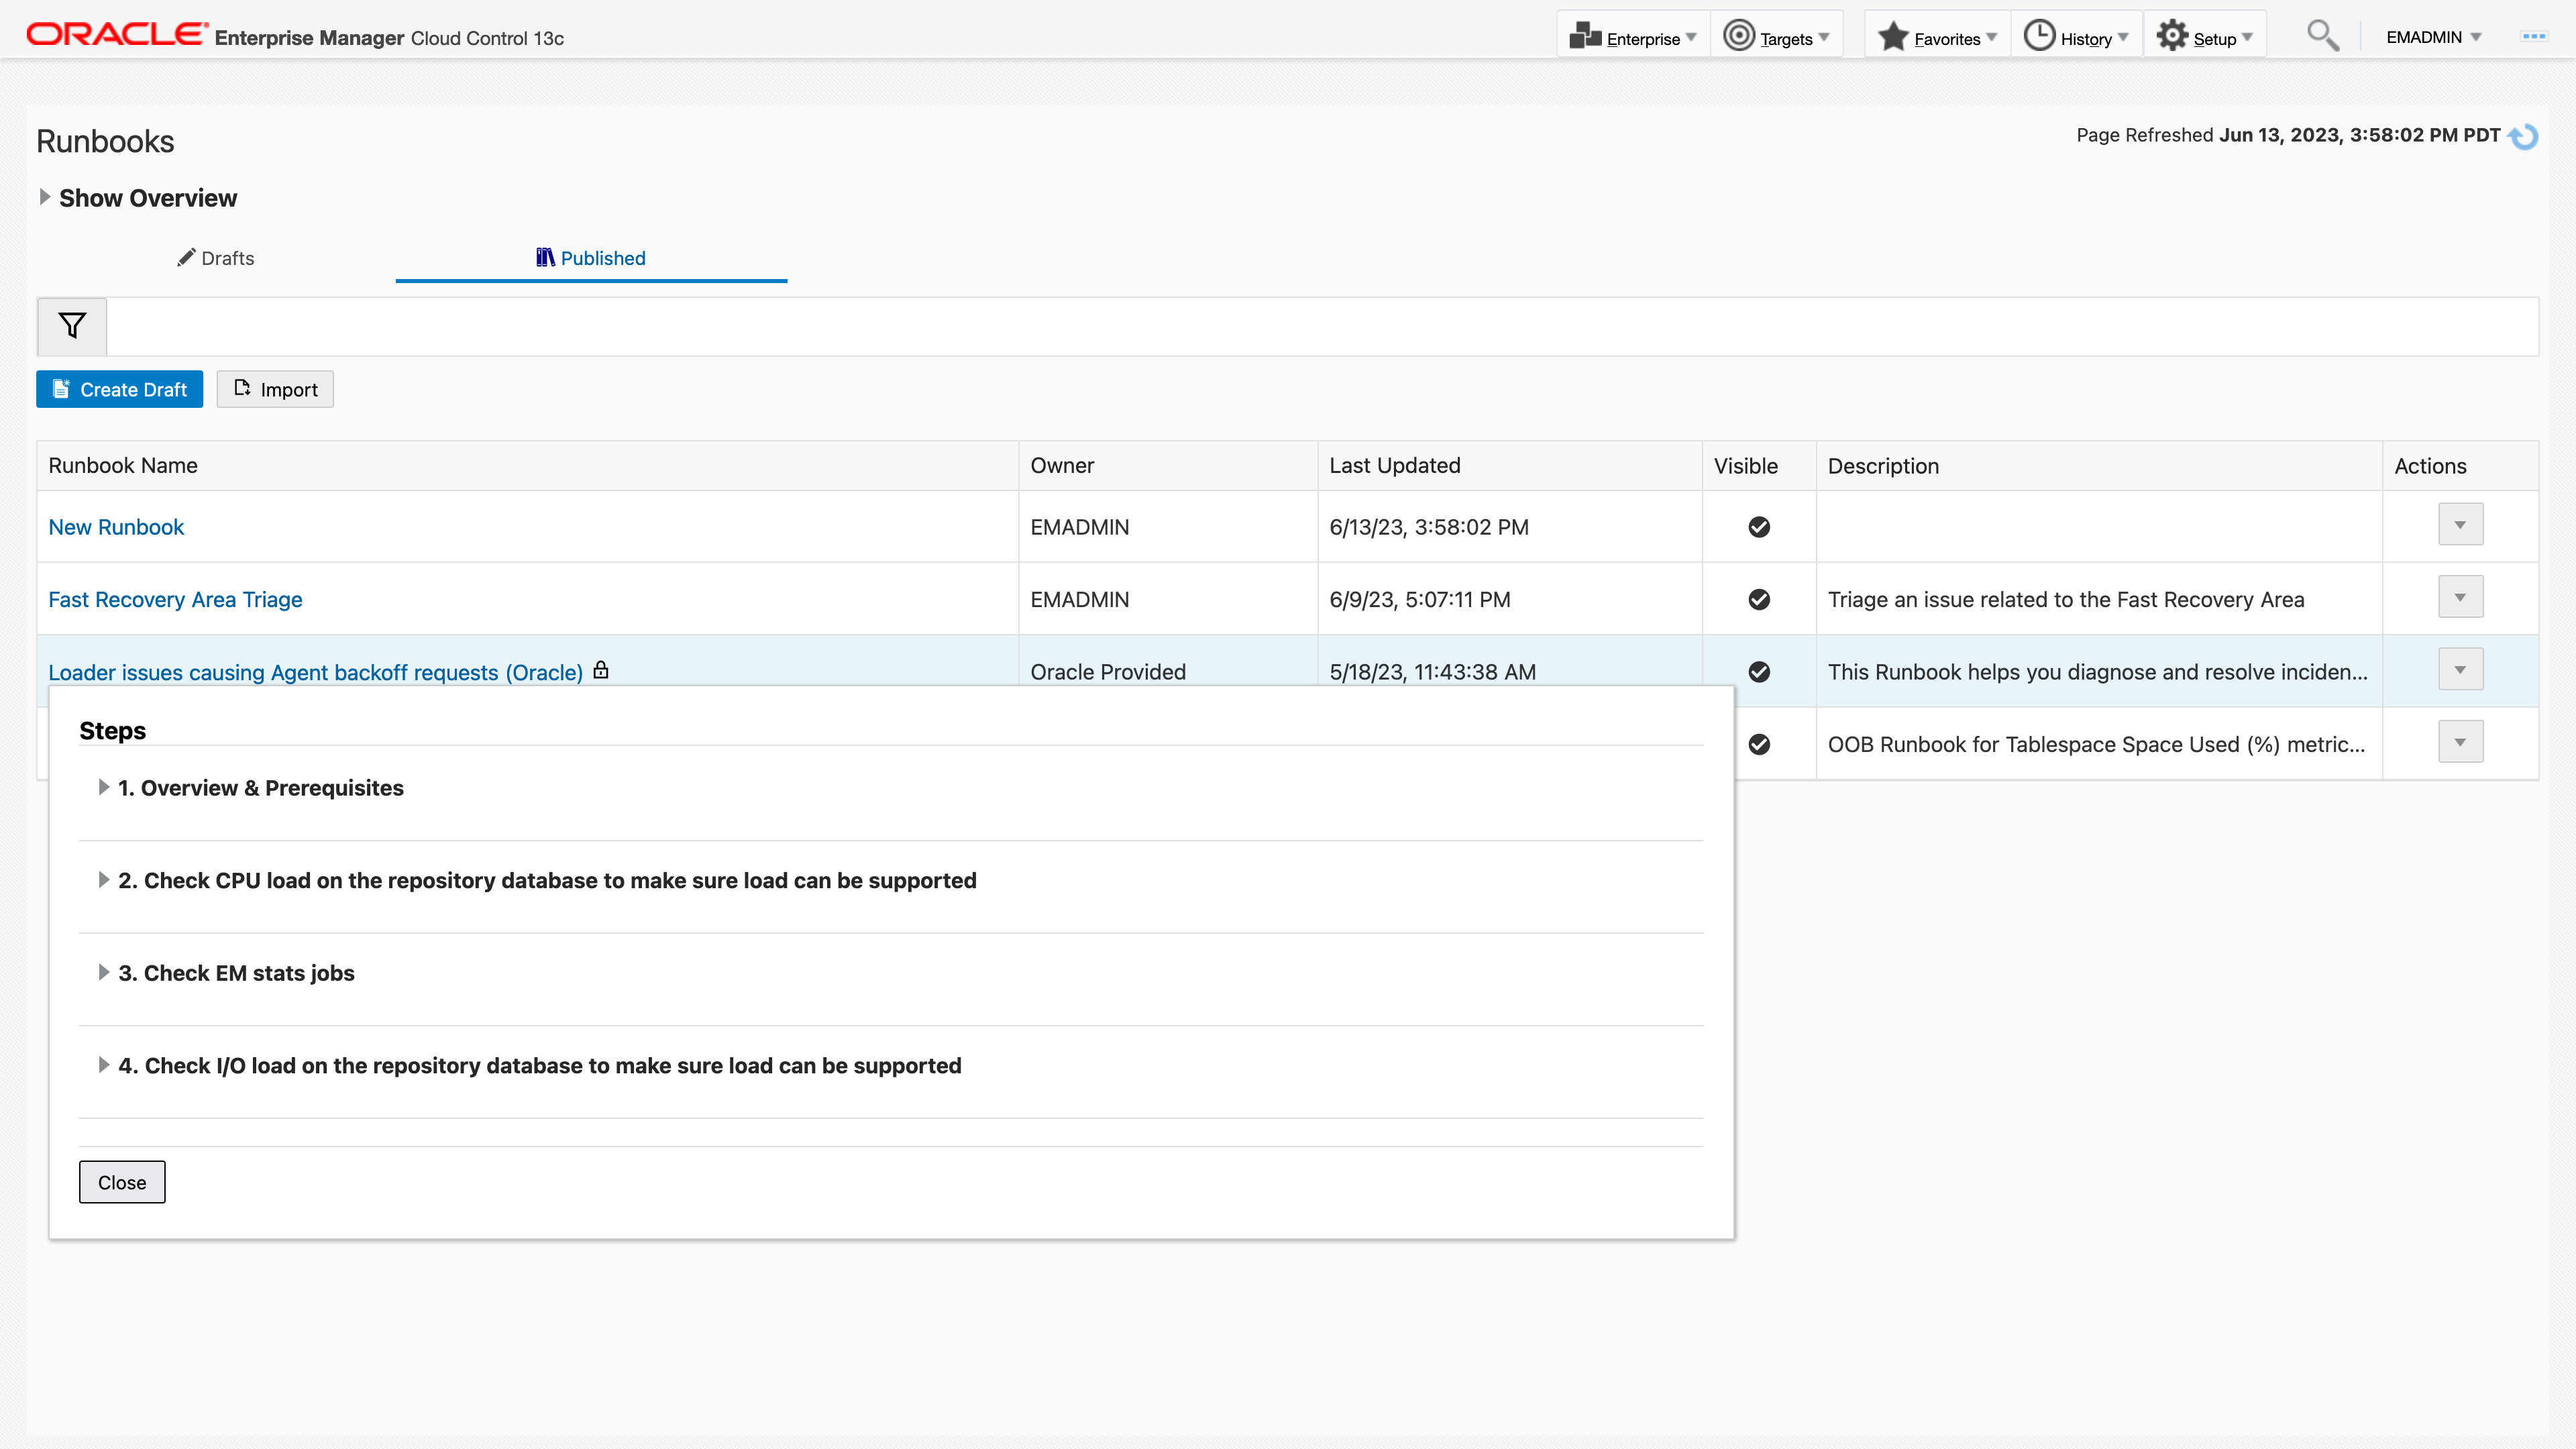 ORACLE® Enterprise Manager Cloud Control 13c
Enterprise
Targets
Favorites
History
Setup
EMADMIN
Runbooks
Page Refreshed Jun 13, 2023, 3:58:02 PM PDT
Show Overview
Drafts
Published
Create Draft
Import
Runbook Name Owner Last Updated Visible Description Actions
New Runbook EMADMIN 6/13/23, 3:58:02 PM
Fast Recovery Area Triage EMADMIN 6/9/23, 5:07:11 PM Triage an issue related to the Fast Recovery Area
Loader issues causing Agent backoff requests (Oracle) Oracle Provided 5/18/23, 11:43:38 AM This Runbook helps you diagnose and resolve inciden...
OOB Runbook for Tablespace Space Used (%) metric...
Steps
1. Overview & Prerequisites
2. Check CPU load on the repository database to make sure load can be supported
3. Check EM stats jobs
4. Check I/O load on the repository database to make sure load can be supported
Close